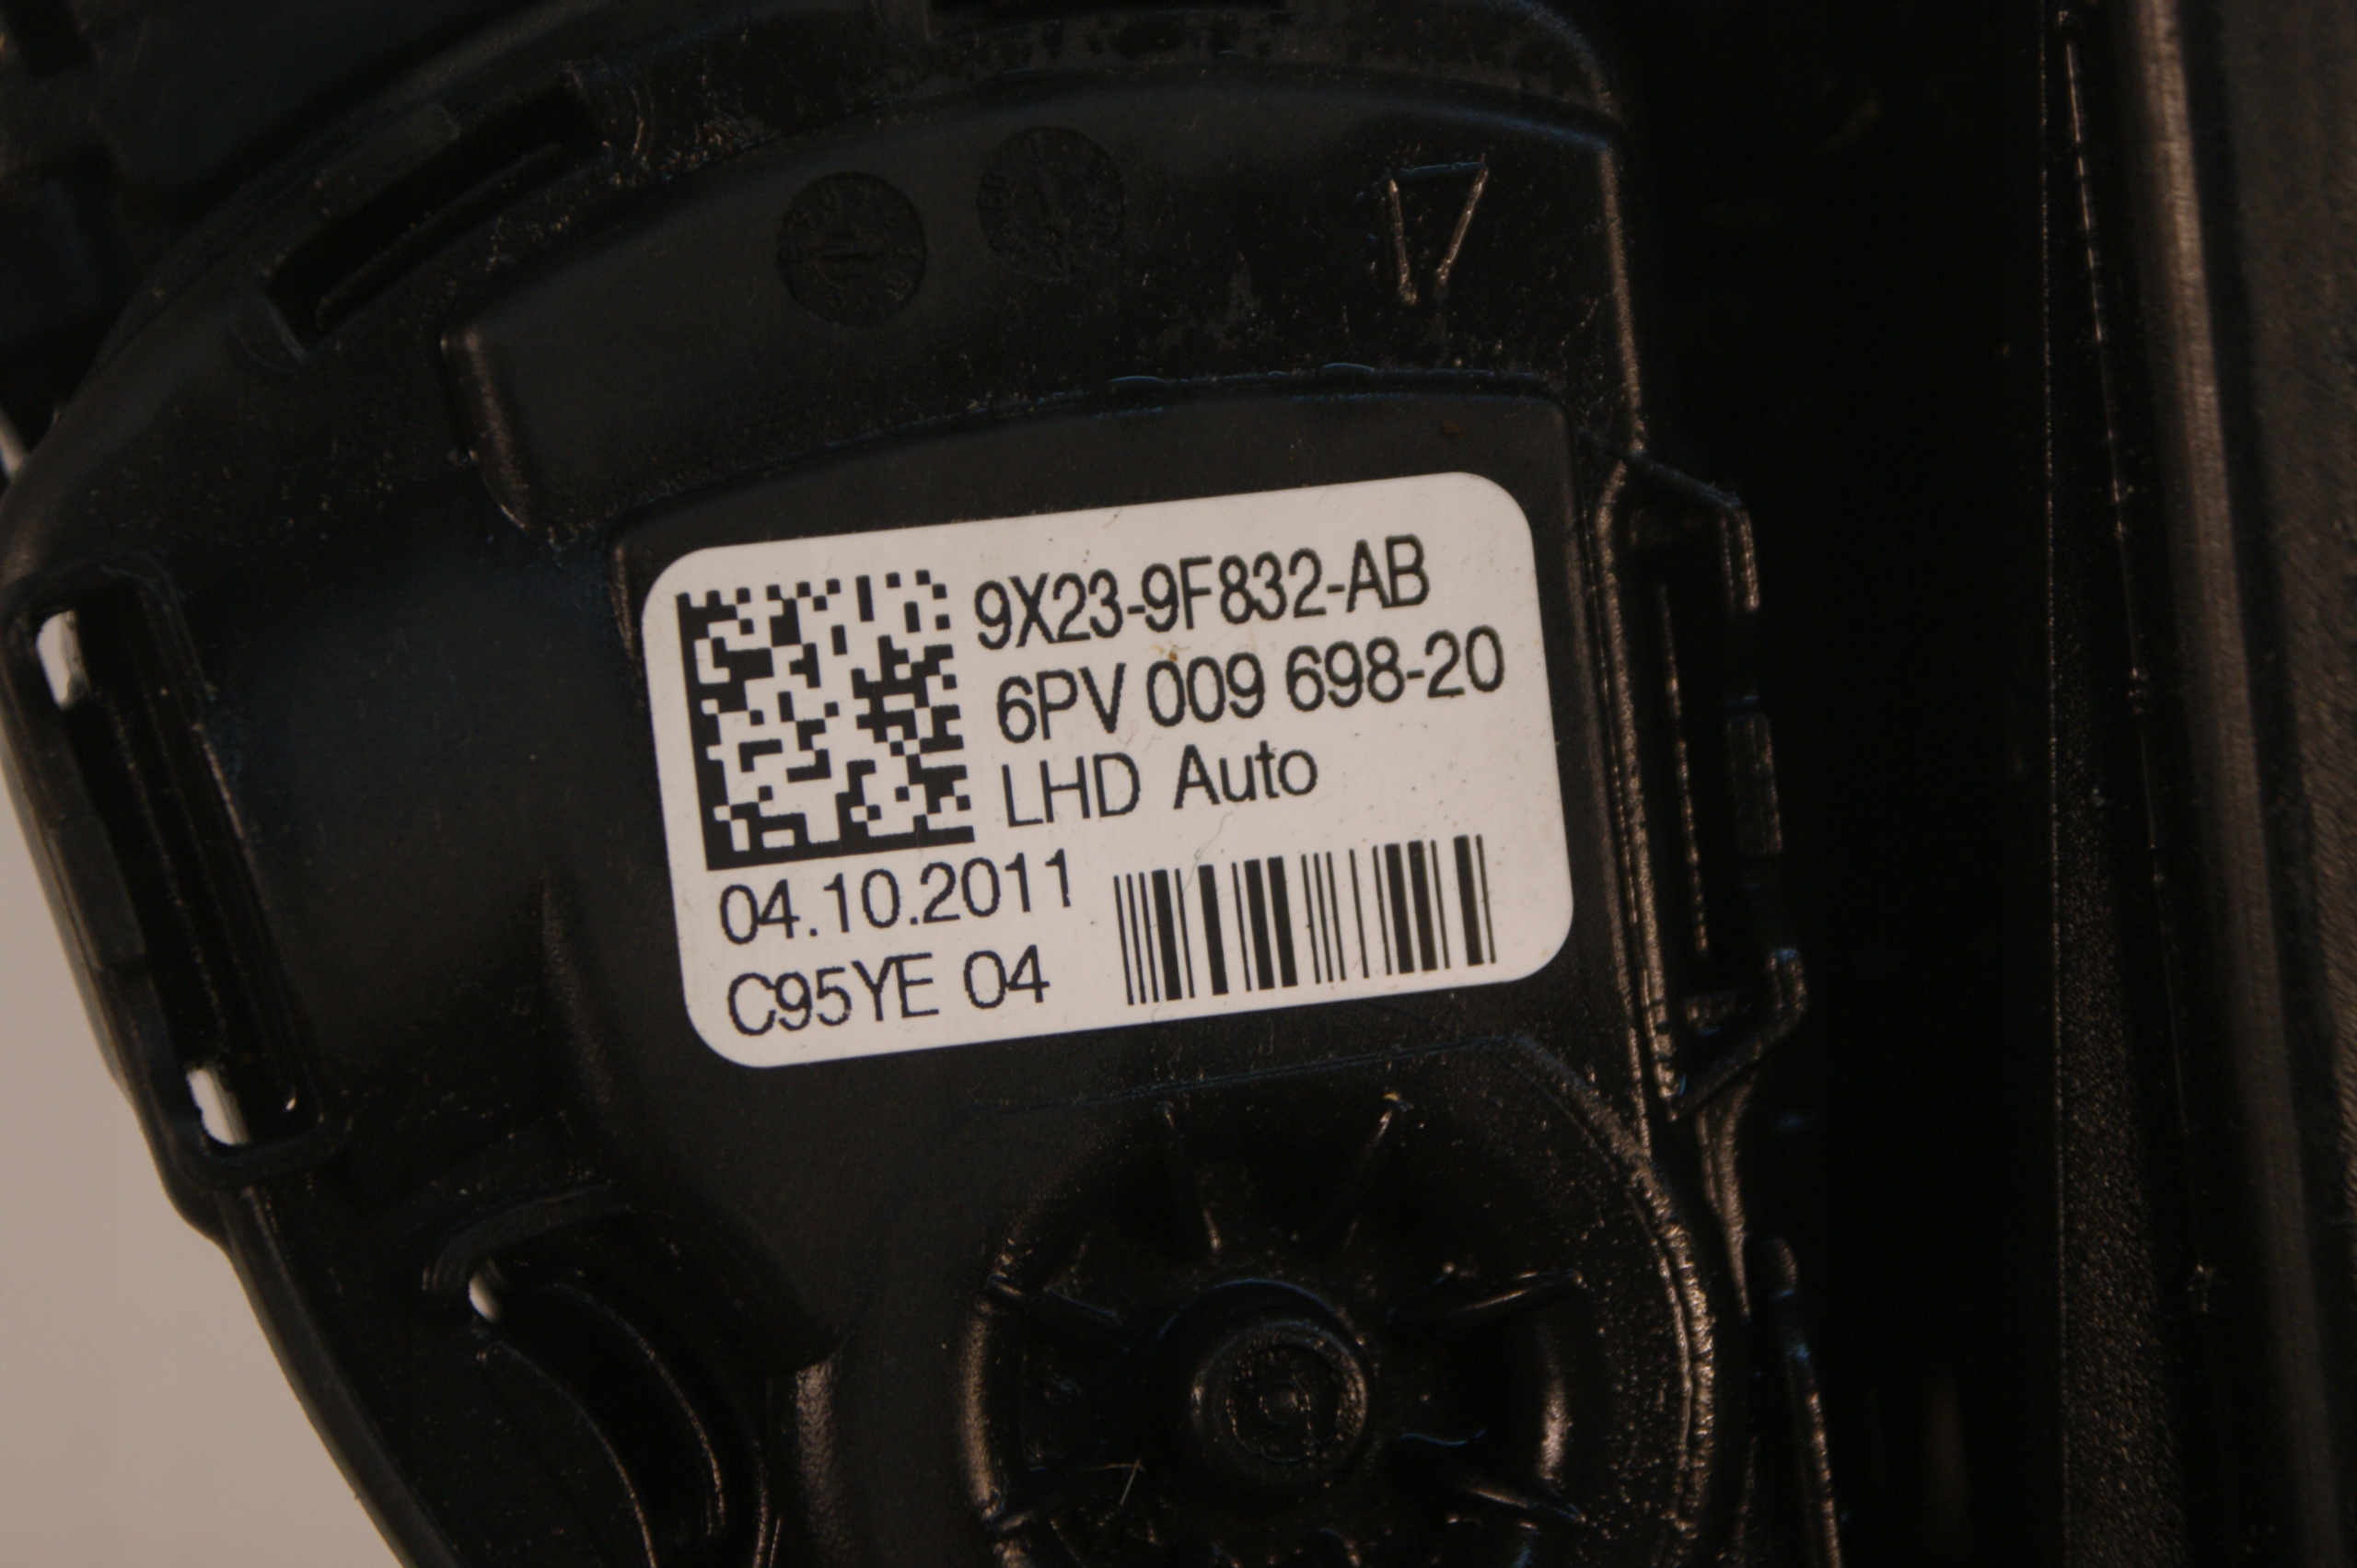 9X23-9F832-AB
6PV 009 698-20
LHD Auto
04.10.2011
C95YE 04